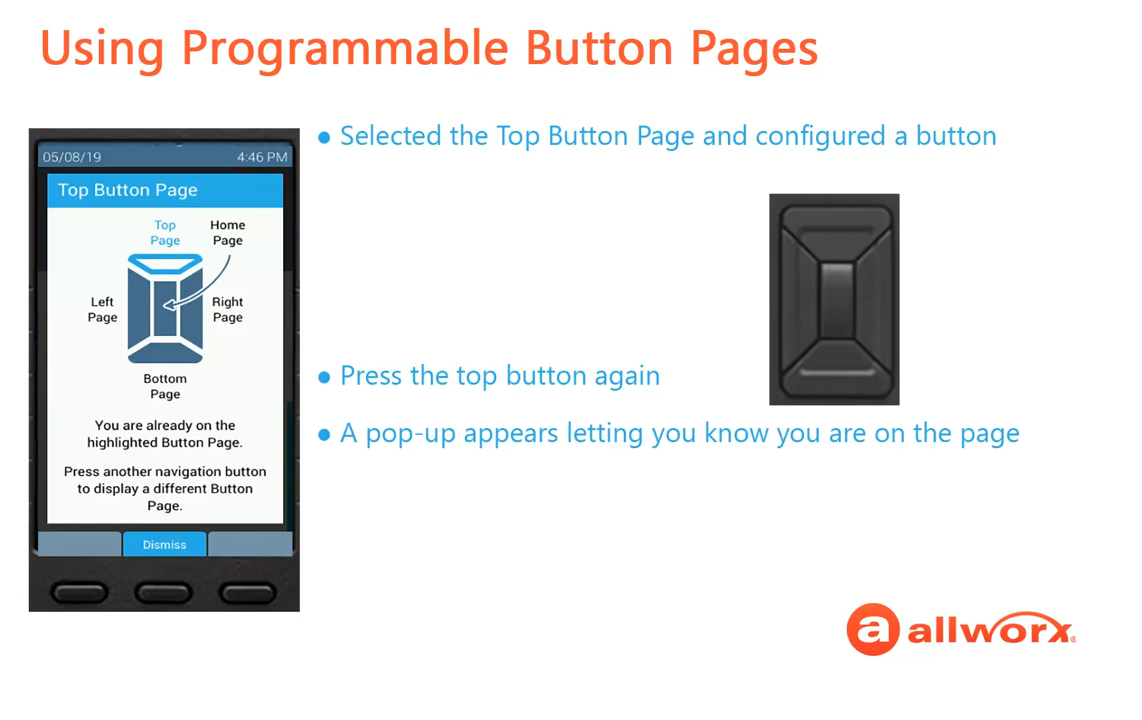 Using Programmable Button Pages
● Selected the Top Button Page and configured a button
05/08/19 4:46 PM
Top Button Page
Top
Page
Home
Page
Left
Page
Right
Page
Bottom
Page
You are already on the
highlighted Button Page.
Press another navigation button
to display a different Button
Page.
Dismiss
● Press the top button again
● A pop-up appears letting you know you are on the page
a allworx®